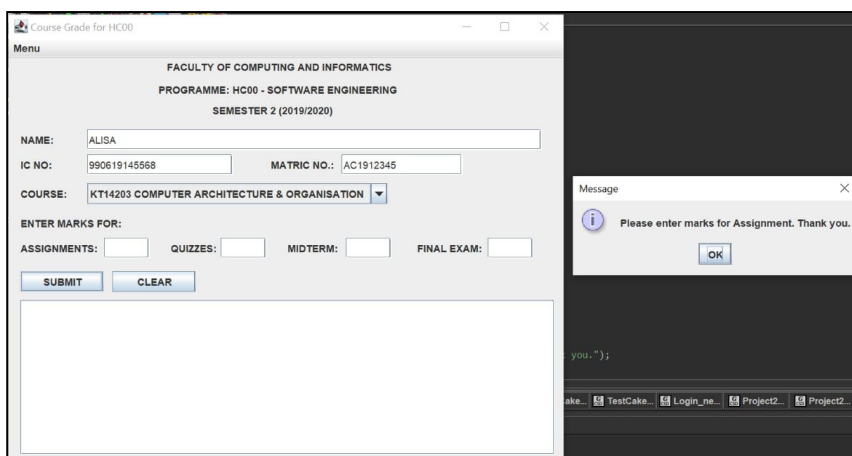 Course Grade for HC00
Menu
FACULTY OF COMPUTING AND INFORMATICS
PROGRAMME: HC00 - SOFTWARE ENGINEERING
SEMESTER 2 (2019/2020)
NAME: ALISA
IC NO: 990619145568 MATRIC NO.: AC1912345
COURSE: KT14203 COMPUTER ARCHITECTURE & ORGANISATION
ENTER MARKS FOR:
ASSIGNMENTS: QUIZZES: MIDTERM: FINAL EXAM:
SUBMIT CLEAR
Message
Please enter marks for Assignment. Thank you.
OK
you.");
ake... TestCake... Login_ne... Project2... Project2...